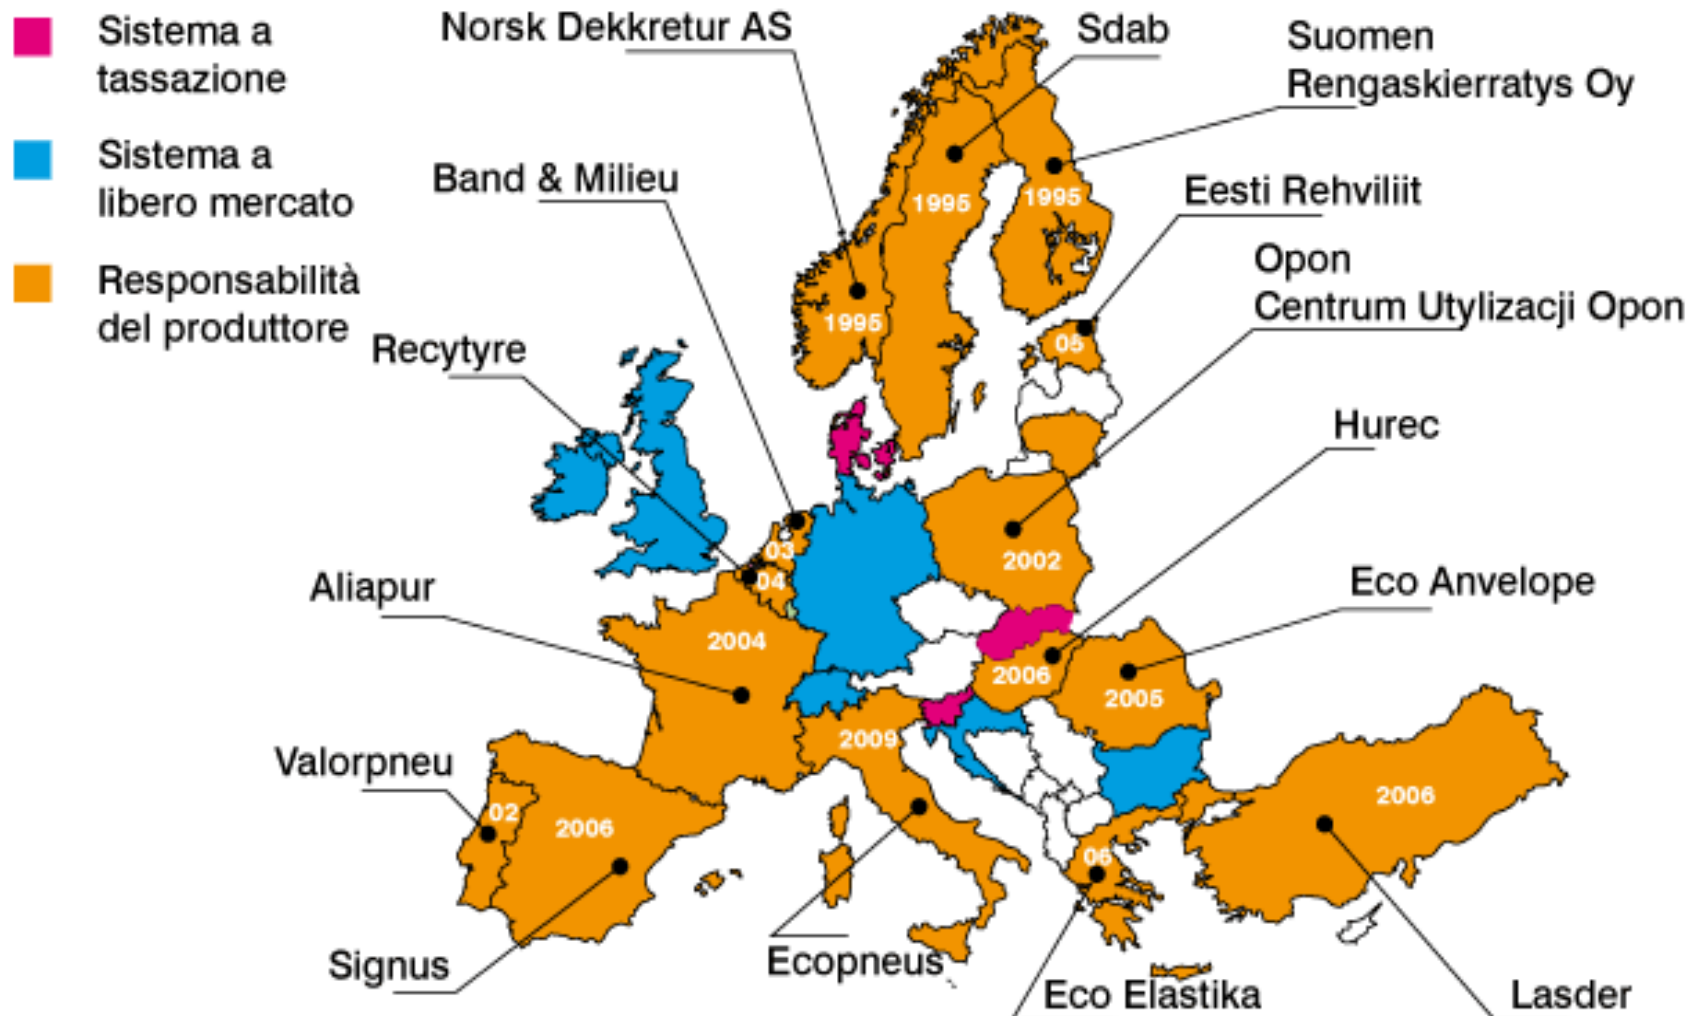 Sistema a
tassazione
Sistema a
libero mercato
Responsabilità
del produttore
Norsk Dekkretur AS
Sdab
Suomen
Rengaskierratys Oy
Band & Milieu
Eesti Rehviliit
Opon
Centrum Utylizacji Opon
Recytyre
Hurec
Aliapur
Eco Anvelope
Valorpneu
Signus
Ecopneus
Eco Elastika
Lasder
1995
1995
1995
05
03
04
2002
2004
2006
2005
2009
02
2006
2006
06